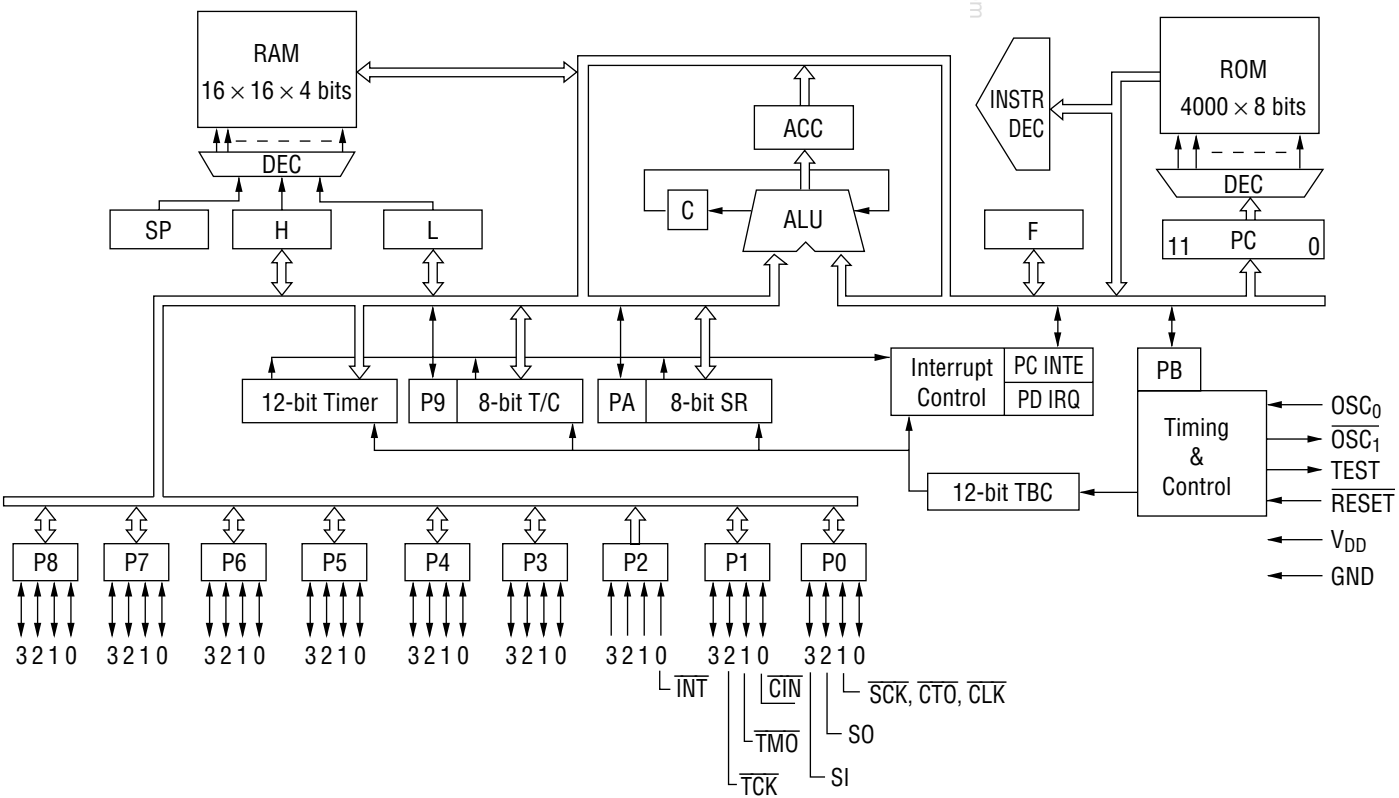 m
RAM
16 × 16 × 4 bits
DEC
SP
H
L
ACC
C
ALU
INSTR
DEC
ROM
4000 × 8 bits
DEC
11 PC 0
F
12-bit Timer
P9 8-bit T/C
PA 8-bit SR
Interrupt
Control
PC INTE
PD IRQ
PB
Timing
&
Control
12-bit TBC
OSC0
OSC1
TEST
RESET
VDD
GND
P8 P7 P6 P5 P4 P3 P2 P1 P0
3210 3210 3210 3210 3210 3210 3210 3210 3210
INT
CIN
SCK, CTO, CLK
TMO
SO
TCK
SI